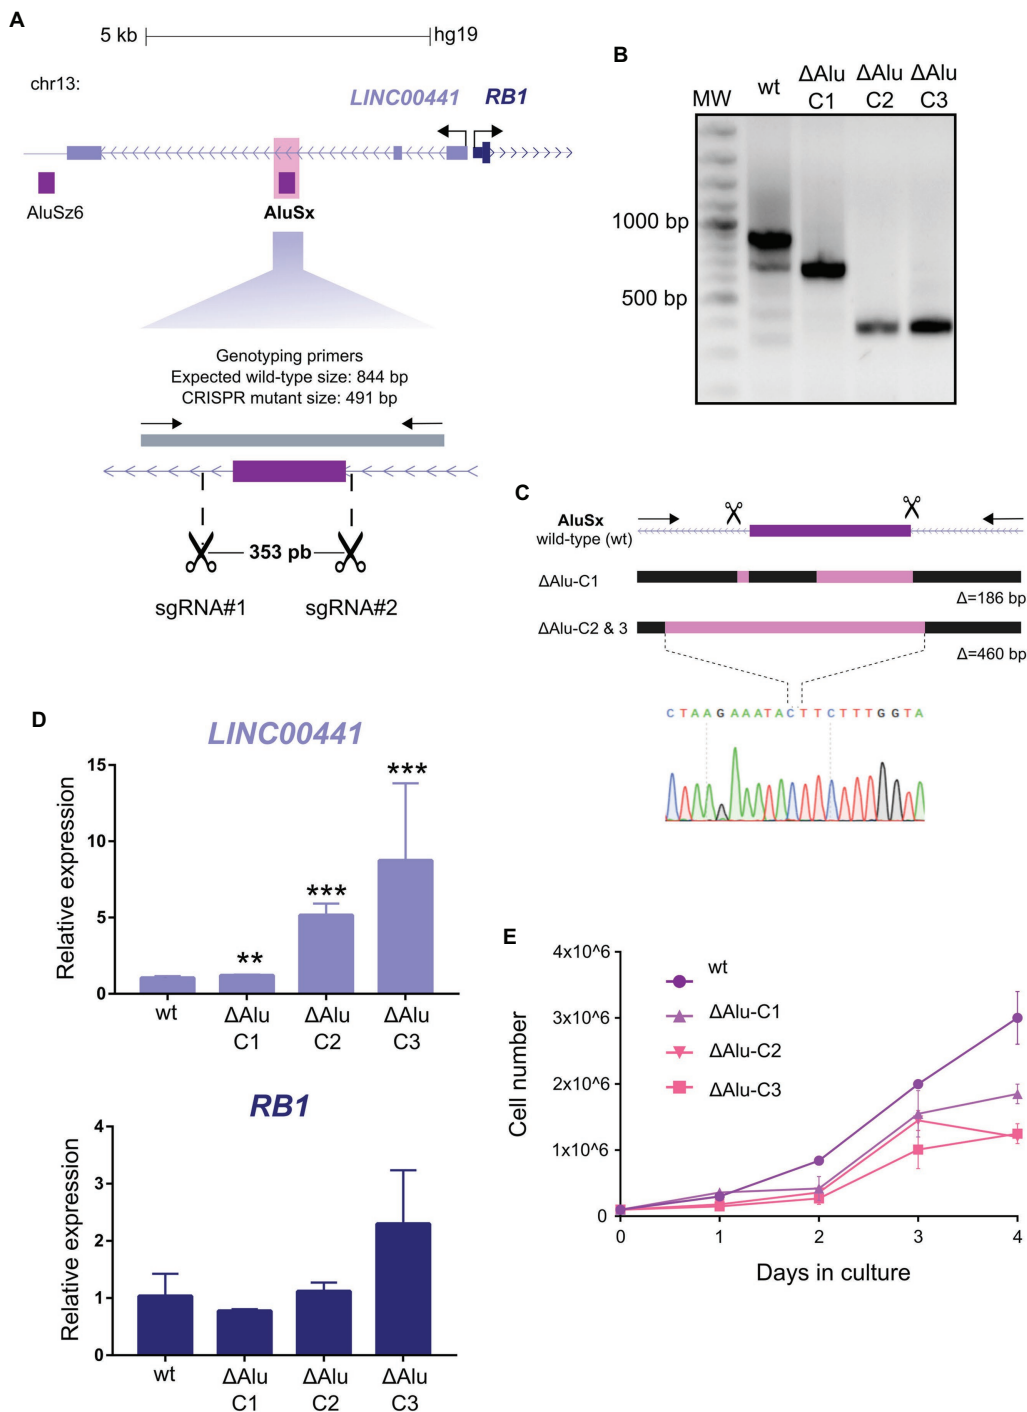 A
5 kb
hg19
chr13:
LINC00441
RB1
AluSz6
AluSx
Genotyping primers
Expected wild-type size: 844 bp
CRISPR mutant size: 491 bp
353 pb
sgRNA#1
sgRNA#2
B
MW
wt
ΔAlu C1
ΔAlu C2
ΔAlu C3
1000 bp
500 bp
C
AluSx
wild-type (wt)
ΔAlu-C1
Δ=186 bp
ΔAlu-C2 & 3
Δ=460 bp
CTAAGAAATACTTCTTTGGTA
D
LINC00441
Relative expression
15
10
5
0
**
***
***
wt
ΔAlu C1
ΔAlu C2
ΔAlu C3
RB1
Relative expression
4
3
2
1
0
wt
ΔAlu C1
ΔAlu C2
ΔAlu C3
E
Cell number
4x10^6
3x10^6
2x10^6
1x10^6
0
wt
ΔAlu-C1
ΔAlu-C2
ΔAlu-C3
0 1 2 3 4
Days in culture